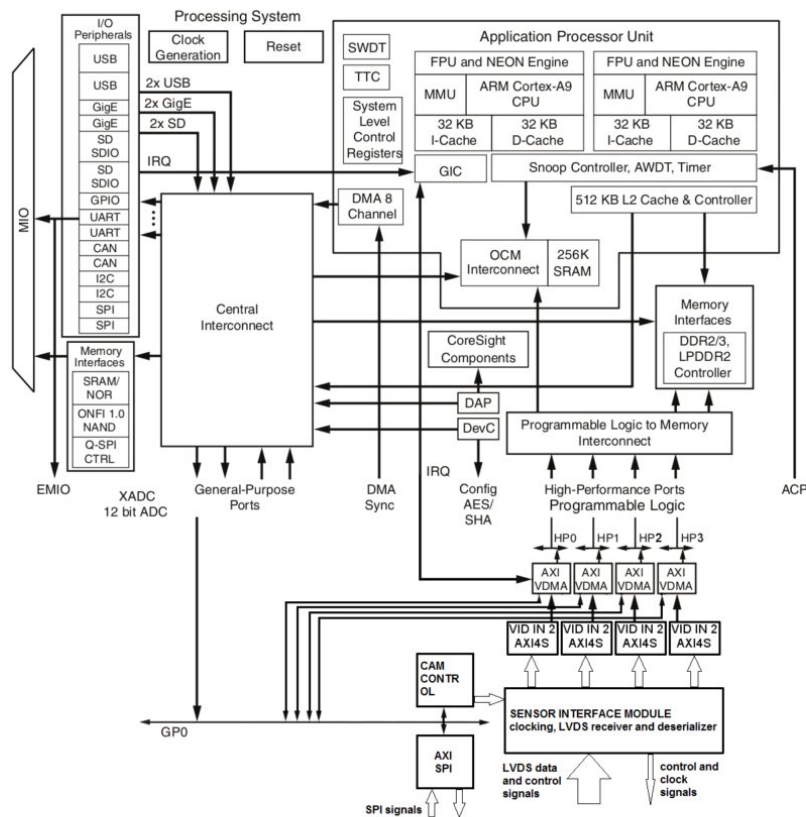 Processing System
I/O
Peripherals
USB
USB
GigE
GigE
SD
SDIO
SD
SDIO
GPIO
UART
UART
CAN
CAN
I2C
I2C
SPI
SPI
MIO
Clock
Generation
Reset
2x USB
2x GigE
2x SD
IRQ
Application Processor Unit
SWDT
TTC
System
Level
Control
Registers
FPU and NEON Engine
MMU
ARM Cortex-A9
CPU
32 KB
I-Cache
32 KB
D-Cache
FPU and NEON Engine
MMU
ARM Cortex-A9
CPU
32 KB
I-Cache
32 KB
D-Cache
GIC
Snoop Controller, AWDT, Timer
DMA 8
Channel
512 KB L2 Cache & Controller
OCM
Interconnect
256K
SRAM
Central
Interconnect
Memory
Interfaces
DDR2/3,
LPDDR2
Controller
CoreSight
Components
DAP
DevC
Programmable Logic to Memory
Interconnect
Memory
Interfaces
SRAM/
NOR
ONFI 1.0
NAND
Q-SPI
CTRL
EMIO
XADC
12 bit ADC
General-Purpose
Ports
DMA
Sync
IRQ
Config
AES/
SHA
High-Performance Ports
Programmable Logic
ACP
HP0
HP1
HP2
HP3
AXI
VDMA
AXI
VDMA
AXI
VDMA
AXI
VDMA
VID IN 2
AXI4S
VID IN 2
AXI4S
VID IN 2
AXI4S
VID IN 2
AXI4S
CAM
CONTR
OL
SENSOR INTERFACE MODULE
clocking, LVDS receiver and deserializer
GP0
AXI
SPI
SPI signals
LVDS data
and control
signals
control and
clock
signals